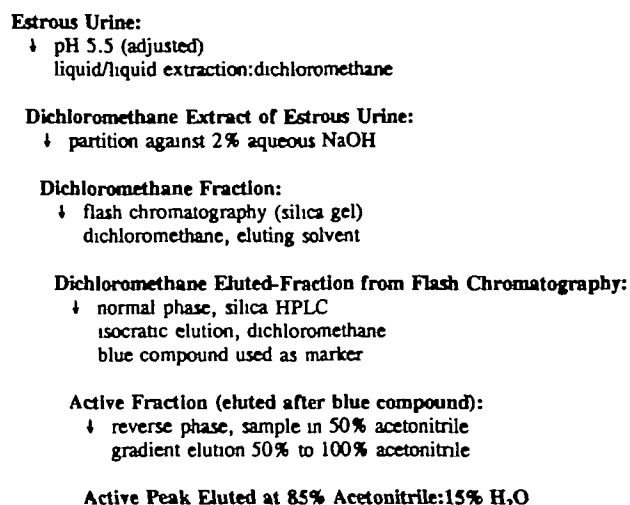 Estrous Urine:
↓ pH 5.5 (adjusted)
liquid/liquid extraction:dichloromethane
Dichloromethane Extract of Estrous Urine:
↓ partition against 2% aqueous NaOH
Dichloromethane Fraction:
↓ flash chromatography (silica gel)
dichloromethane, eluting solvent
Dichloromethane Eluted-Fraction from Flash Chromatography:
↓ normal phase, silica HPLC
isocratic elution, dichloromethane
blue compound used as marker
Active Fraction (eluted after blue compound):
↓ reverse phase, sample in 50% acetonitrile
gradient elution 50% to 100% acetonitrile
Active Peak Eluted at 85% Acetonitrile:15% H₂O